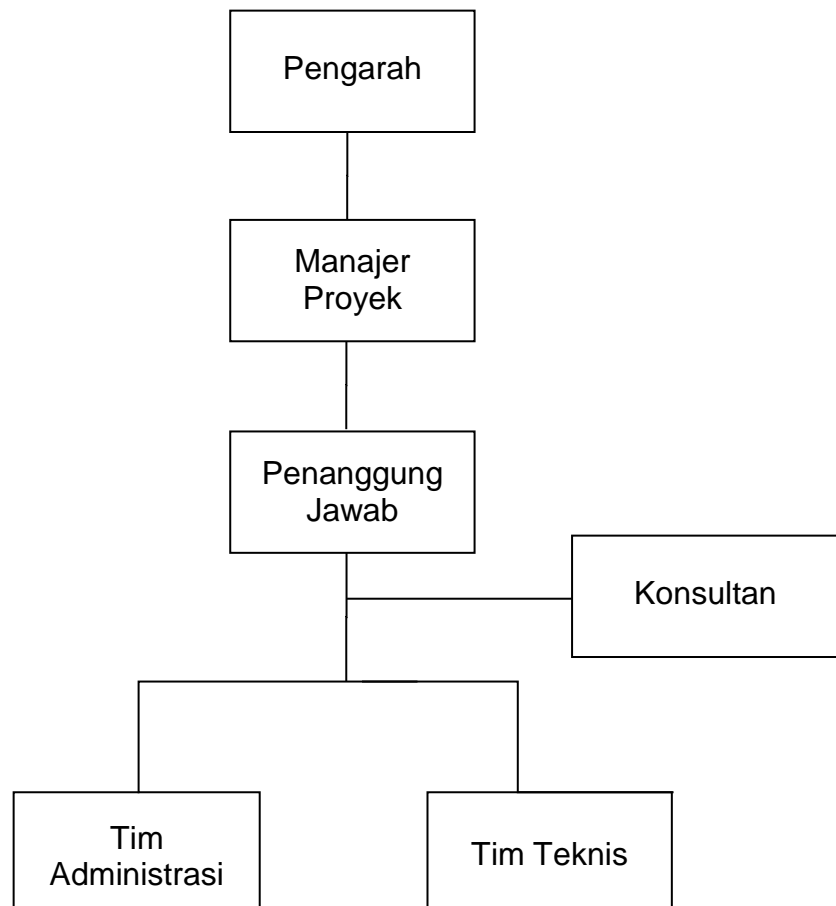 Pengarah
Manajer
Proyek
Penanggung
Jawab
Konsultan
Tim
Administrasi
Tim Teknis